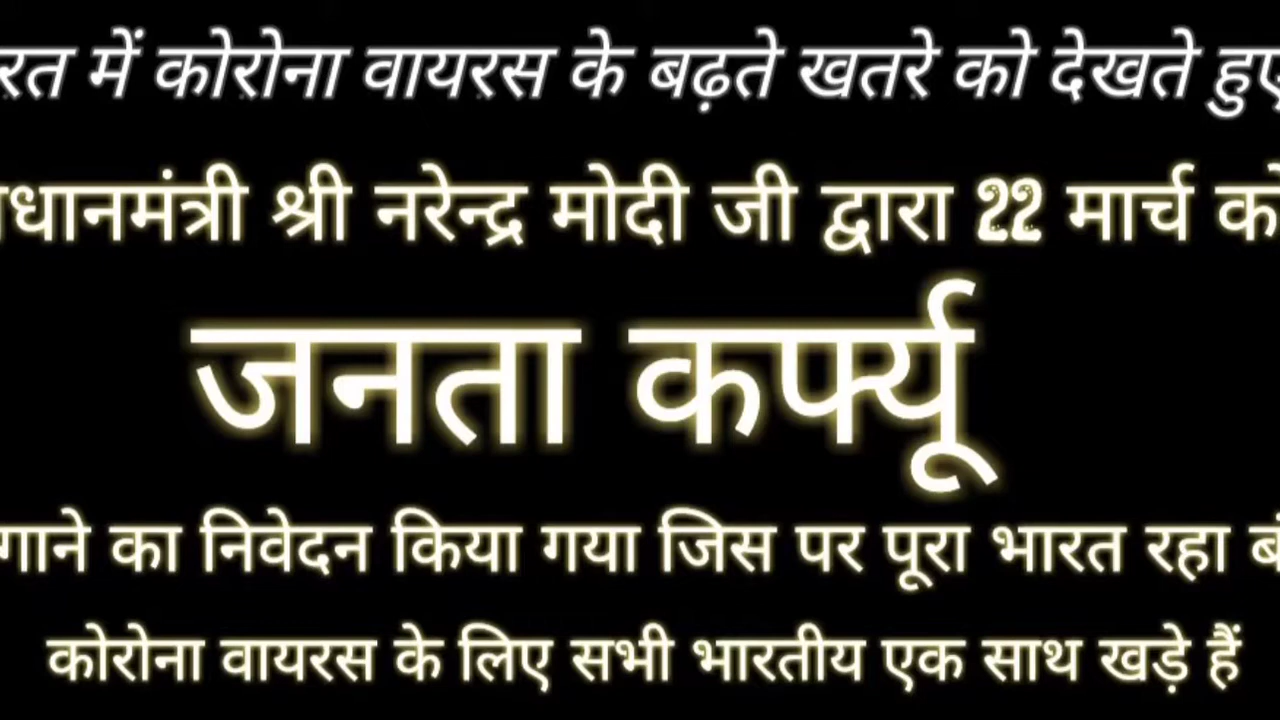 रत में कोरोना वायरस के बढ़ते खतरे को देखते हुए
धानमंत्री श्री नरेन्द्र मोदी जी द्वारा 22 मार्च को
जनता कर्फ्यू
गाने का निवेदन किया गया जिस पर पूरा भारत रहा बं
कोरोना वायरस के लिए सभी भारतीय एक साथ खड़े हैं